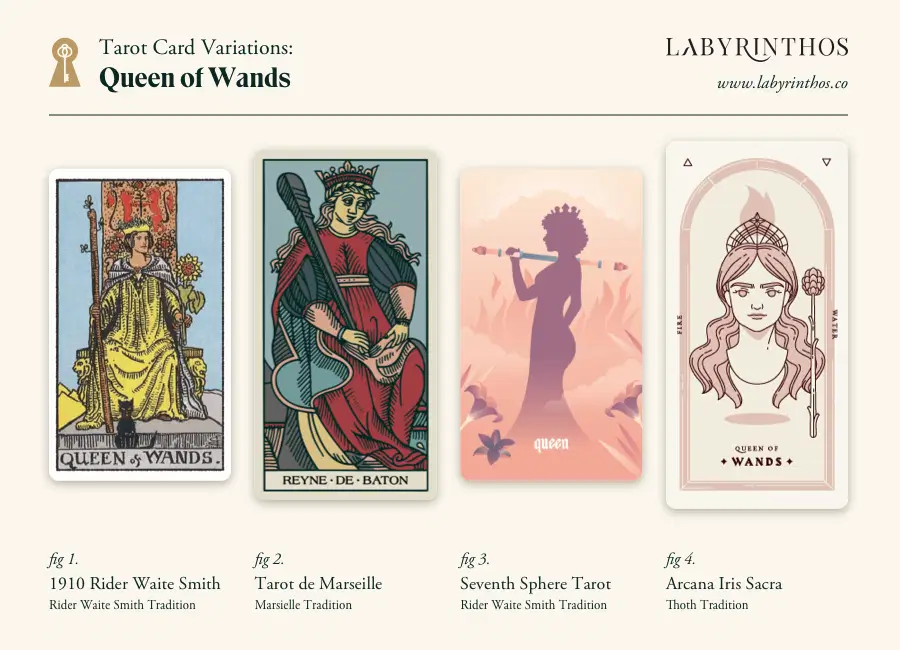 Tarot Card Variations:
Queen of Wands
LABYRINTHOS
www.labyrinthos.co
QUEEN of WANDS.
REYNE·DE·BATON
queen
FIRE
WATER
QUEEN OF
WANDS
fig 1.
1910 Rider Waite Smith
Rider Waite Smith Tradition
fig 2.
Tarot de Marseille
Marsielle Tradition
fig 3.
Seventh Sphere Tarot
Rider Waite Smith Tradition
fig 4.
Arcana Iris Sacra
Thoth Tradition